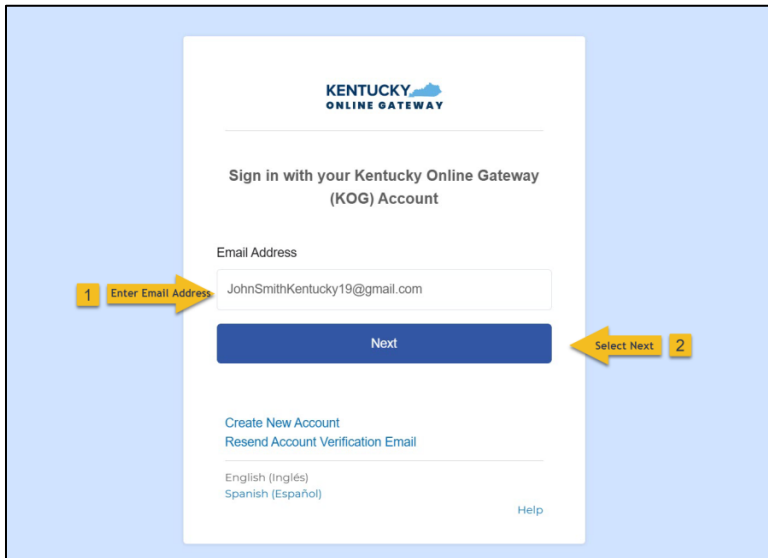 KENTUCKY
ONLINE GATEWAY
Sign in with your Kentucky Online Gateway
(KOG) Account
Email Address
1 Enter Email Address
JohnSmithKentucky19@gmail.com
Next
Select Next 2
Create New Account
Resend Account Verification Email
English (Inglés)
Spanish (Español)
Help